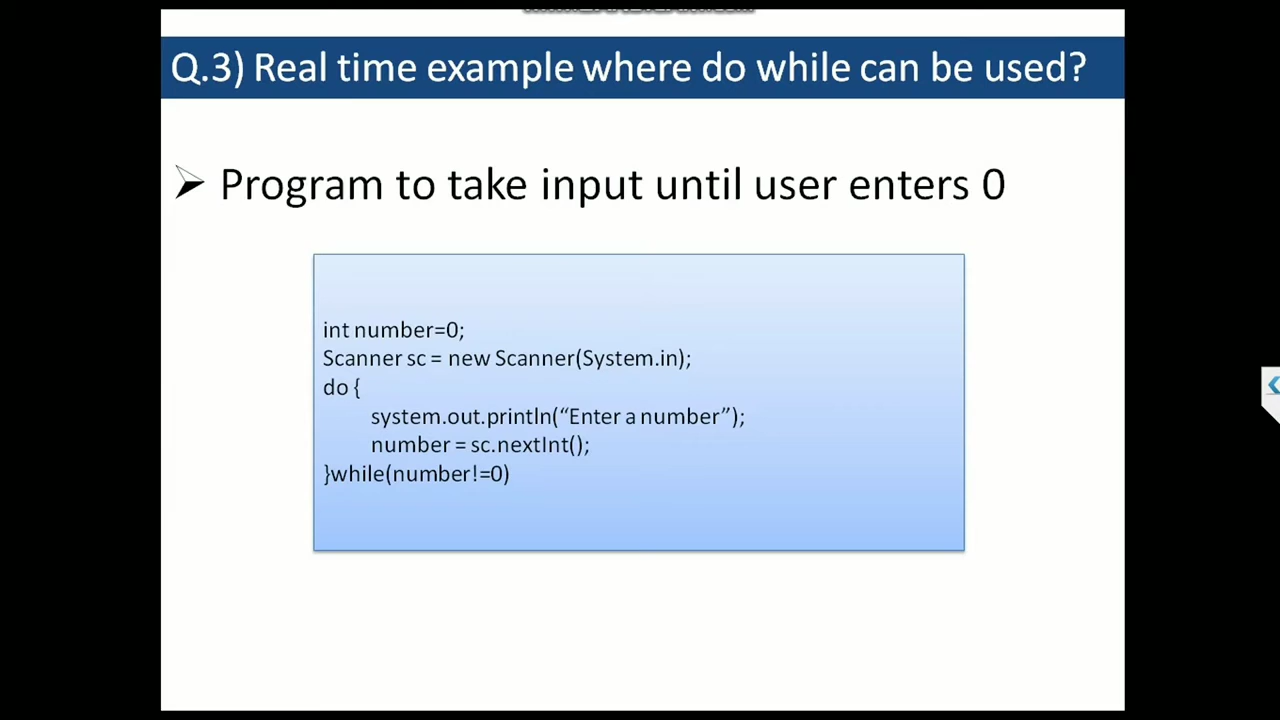 Q.3) Real time example where do while can be used?
➢ Program to take input until user enters 0
int number=0;
Scanner sc = new Scanner(System.in);
do {
system.out.println(“Enter a number”);
number = sc.nextInt();
}while(number!=0)